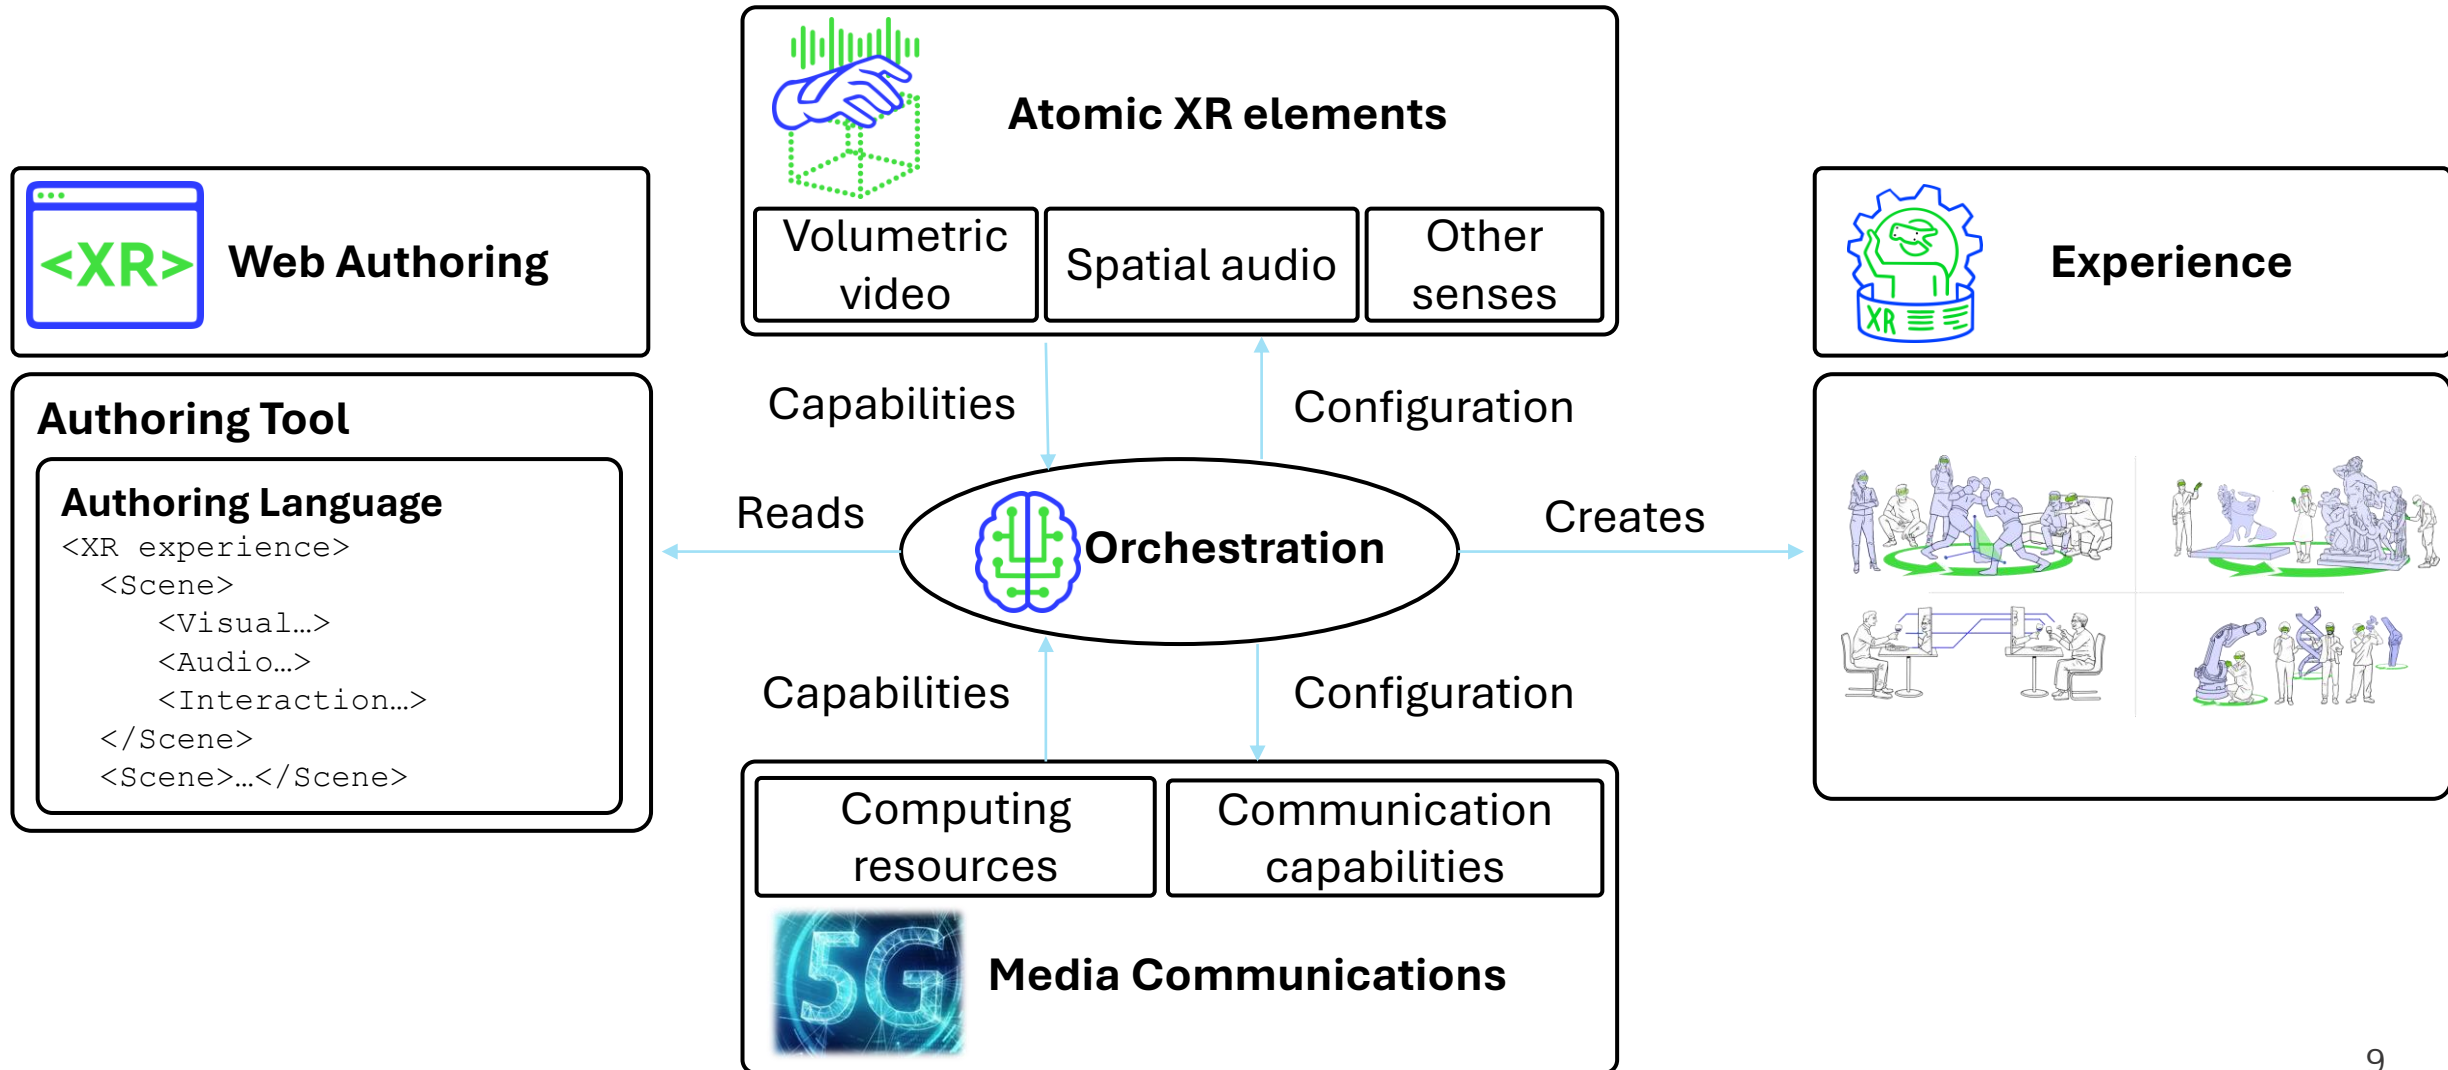 Atomic XR elements
Volumetric
video
Spatial audio
Other
senses
<XR>
Web Authoring
Authoring Tool
Authoring Language
<XR experience>
<Scene>
<Visual…>
<Audio…>
<Interaction…>
</Scene>
<Scene>…</Scene>
Capabilities
Configuration
Reads
Orchestration
Creates
Capabilities
Configuration
Computing
resources
Communication
capabilities
5G
Media Communications
XR
Experience
9